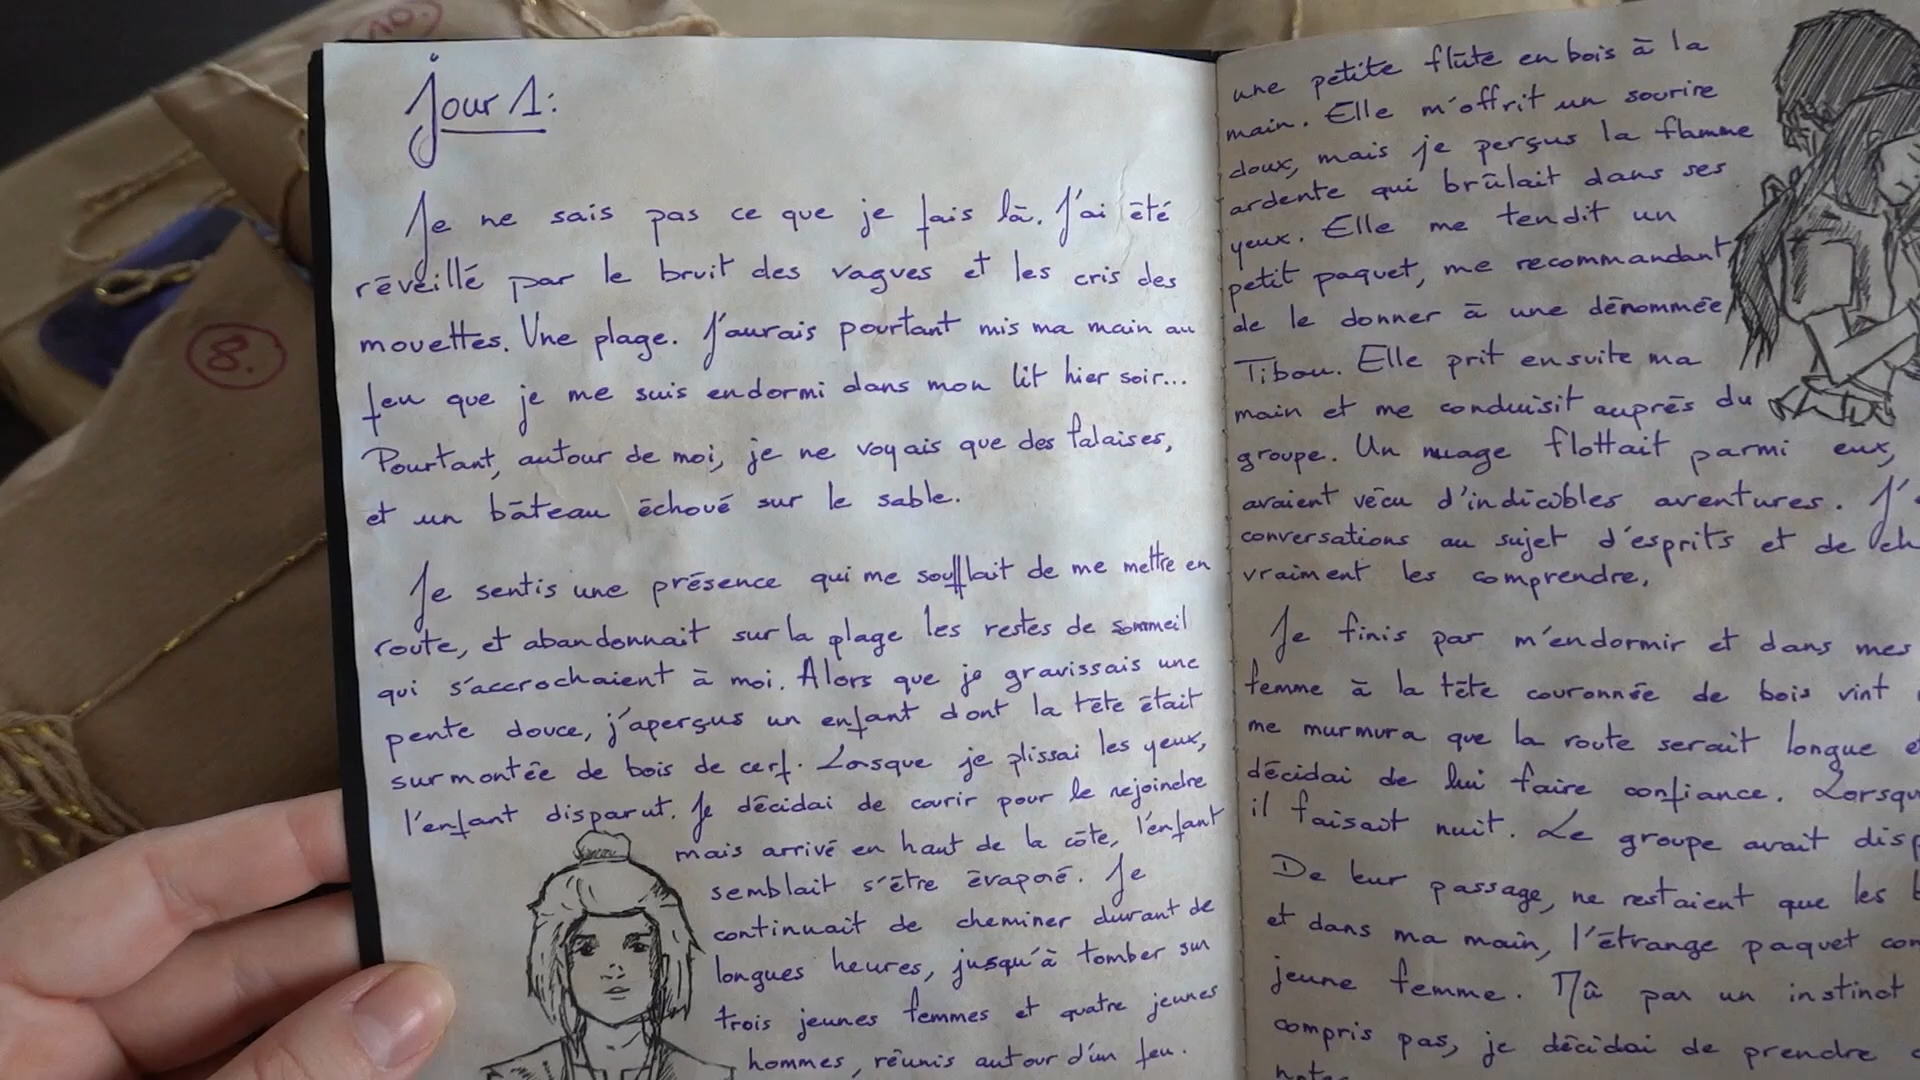 10.
8.
Jour 1:
Je ne sais pas ce que je fais là. J'ai été
réveillé par le bruit des vagues et les cris des
mouettes. Une plage. J'aurais pourtant mis ma main au
feu que je me suis endormi dans mon lit hier soir...
Pourtant, autour de moi, je ne voyais que des falaises,
et un bâteau échoué sur le sable.
Je sentis une présence qui me soufflait de me mettre en
route, et abandonnait sur la plage les restes de sommeil
qui s'accrochaient à moi. Alors que je gravissais une
pente douce, j'aperçus un enfant dont la tête était
surmontée de bois de cerf. Lorsque je plissai les yeux,
l'enfant disparut. Je décidai de courir pour le rejoindre
mais arrivé en haut de la côte, l'enfant
semblait s'être évaporé. Je
continuait de cheminer durant de
longues heures, jusqu'à tomber sur
trois jeunes femmes et quatre jeunes
hommes, réunis autour d'un feu.
une petite flûte en bois à la
main. Elle m'offrit un sourire
doux, mais je perçus la flamme
ardente qui brûlait dans ses
yeux. Elle me tendit un
petit paquet, me recommandant
de le donner à une dénommée
Tibou. Elle prit ensuite ma
main et me conduisit auprès du
groupe. Un nuage flottait parmi eux,
avaient vécu d'indicibles aventures. J'
conversations au sujet d'esprits et de ch
vraiment les comprendre.
Je finis par m'endormir et dans mes
femme à la tête couronnée de bois vint
me murmura que la route serait longue e
décidai de lui faire confiance. Lorsqu
il faisait nuit. Le groupe avait disp
De leur passage, ne restaient que les b
et dans ma main, l'étrange paquet con
jeune femme. Mû par un instinct
compris pas, je décidai de prendre
notes